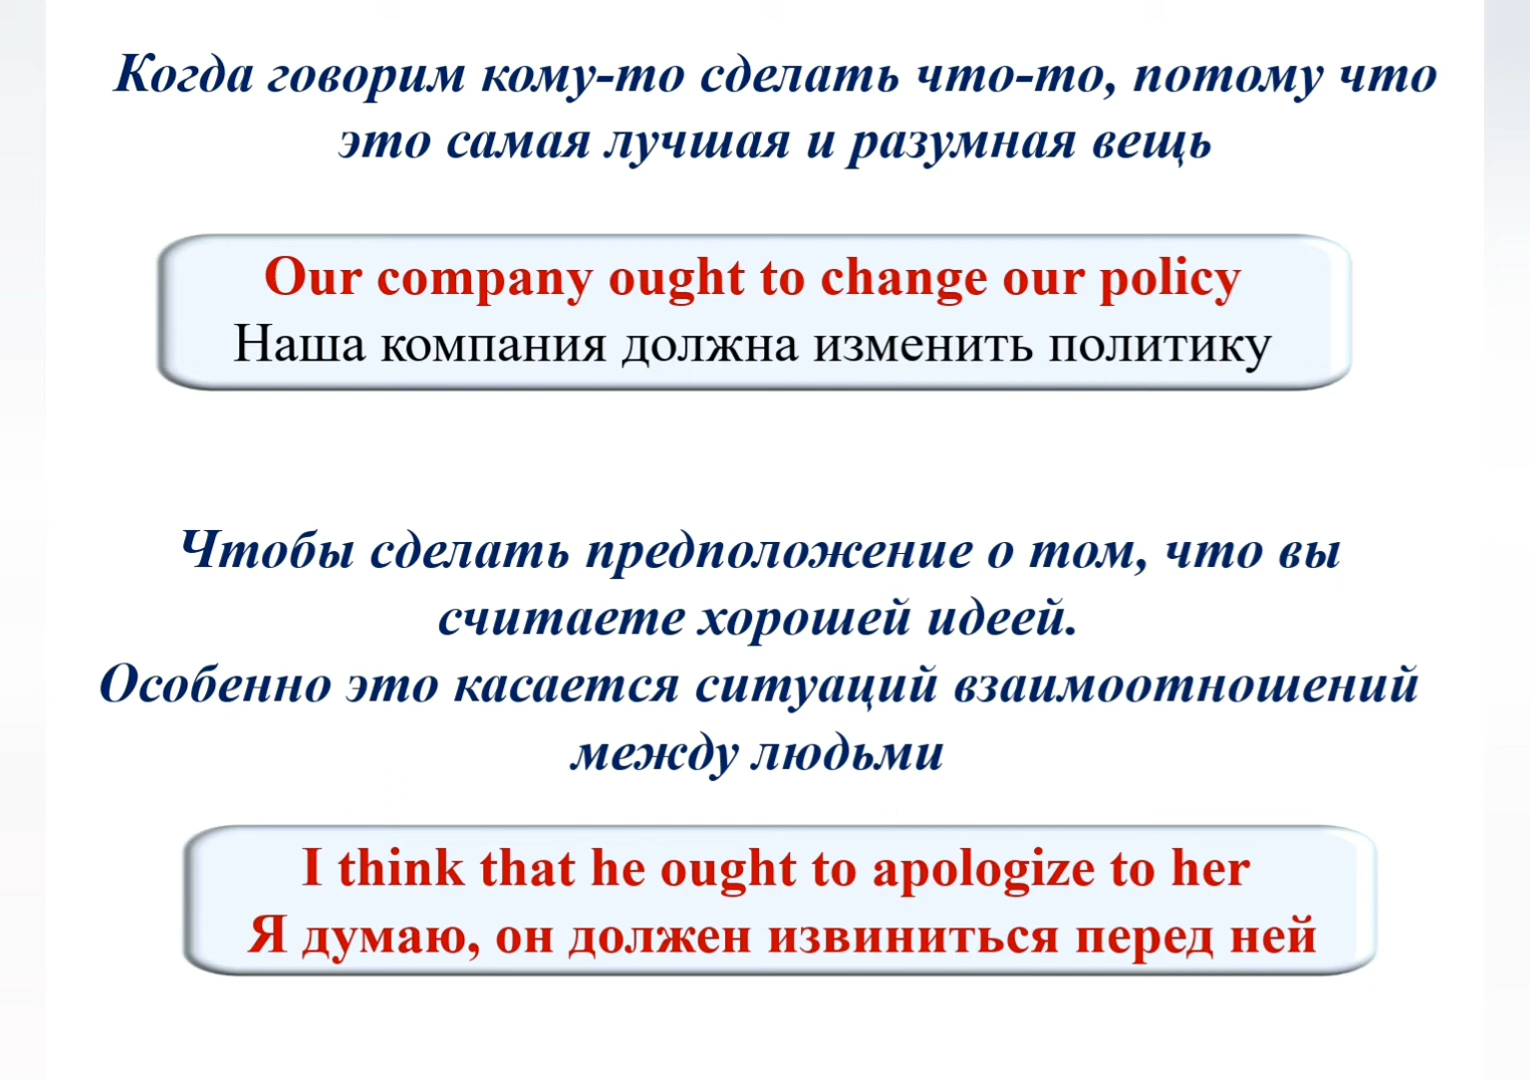 Когда говорим кому-то сделать что-то, потому что
это самая лучшая и разумная вещь
Our company ought to change our policy
Наша компания должна изменить политику
Чтобы сделать предположение о том, что вы
считаете хорошей идеей.
Особенно это касается ситуаций взаимоотношений
между людьми
I think that he ought to apologize to her
Я думаю, он должен извиниться перед ней